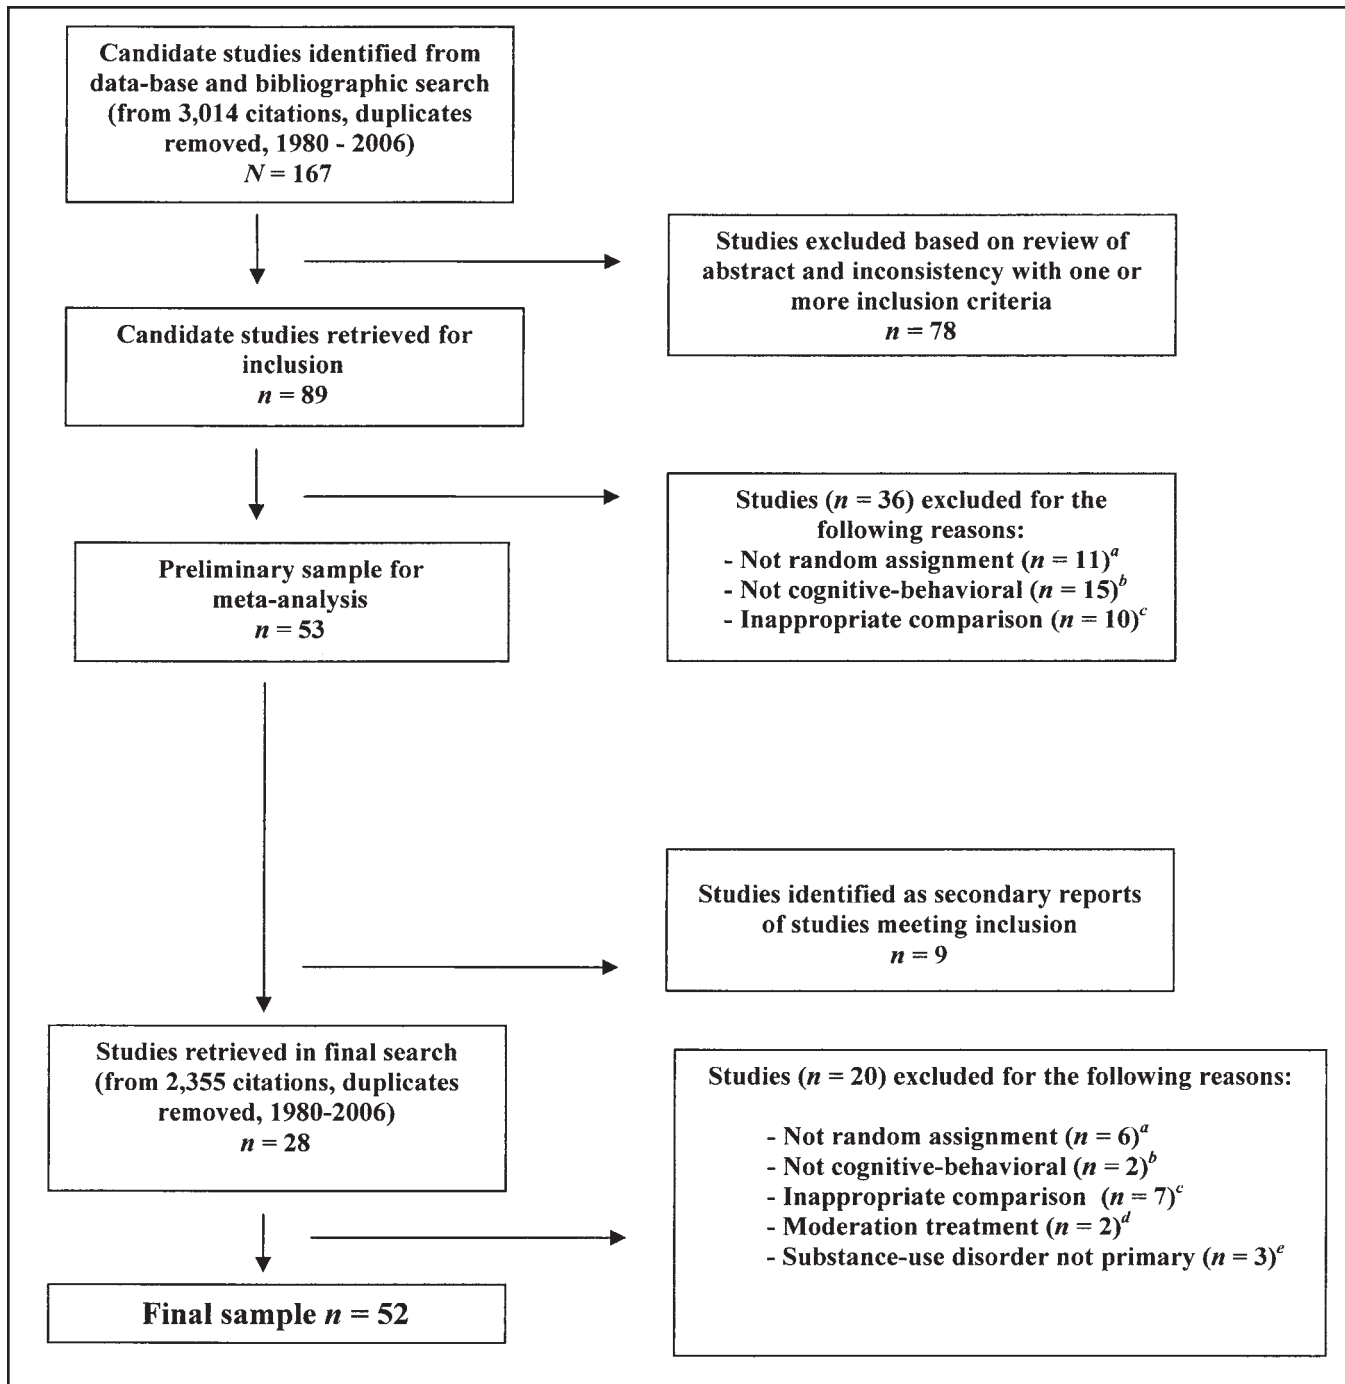 Candidate studies identified from
data-base and bibliographic search
(from 3,014 citations, duplicates
removed, 1980 - 2006)
N = 167
Studies excluded based on review of
abstract and inconsistency with one or
more inclusion criteria
n = 78
Candidate studies retrieved for
inclusion
n = 89
Studies (n = 36) excluded for the
following reasons:
- Not random assignment (n = 11)a
- Not cognitive-behavioral (n = 15)b
- Inappropriate comparison (n = 10)c
Preliminary sample for
meta-analysis
n = 53
Studies identified as secondary reports
of studies meeting inclusion
n = 9
Studies retrieved in final search
(from 2,355 citations, duplicates
removed, 1980-2006)
n = 28
Studies (n = 20) excluded for the following reasons:
- Not random assignment (n = 6)a
- Not cognitive-behavioral (n = 2)b
- Inappropriate comparison (n = 7)c
- Moderation treatment (n = 2)d
- Substance-use disorder not primary (n = 3)e
Final sample n = 52